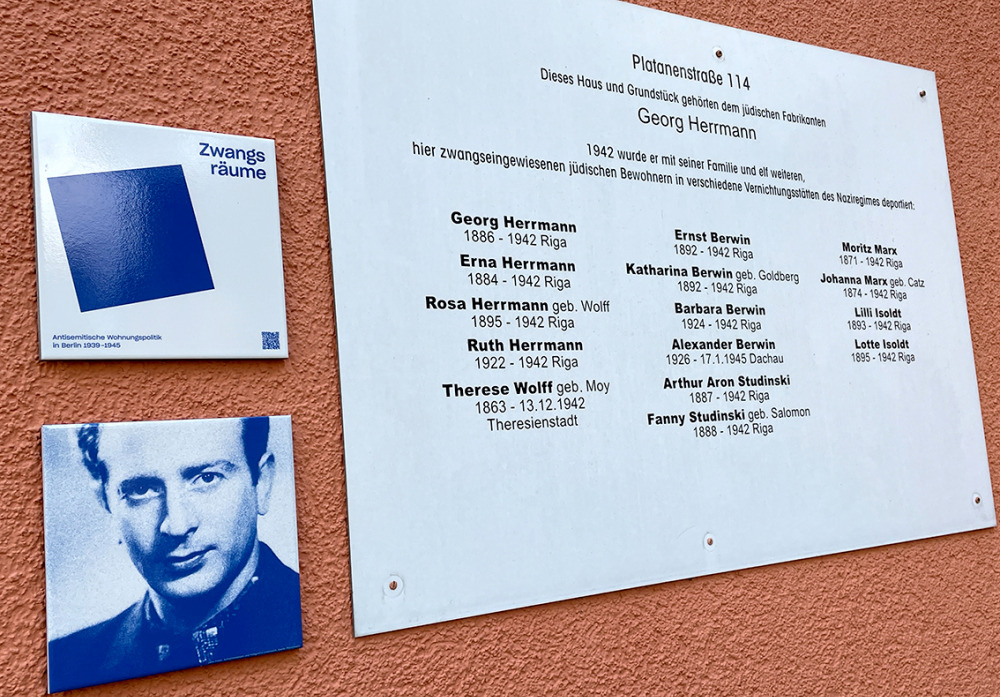 Zwangs
räume
Antisemitische Wohnungspolitik
in Berlin 1939–1945
Platanenstraße 114
Dieses Haus und Grundstück gehörten dem jüdischen Fabrikanten
Georg Herrmann
1942 wurde er mit seiner Familie und elf weiteren,
hier zwangseingewiesenen jüdischen Bewohnern in verschiedene Vernichtungsstätten des Naziregimes deportiert:
Georg Herrmann
1886 - 1942 Riga
Erna Herrmann
1884 - 1942 Riga
Rosa Herrmann geb. Wolff
1895 - 1942 Riga
Ruth Herrmann
1922 - 1942 Riga
Therese Wolff geb. Moy
1863 - 13.12.1942
Theresienstadt
Ernst Berwin
1892 - 1942 Riga
Katharina Berwin geb. Goldberg
1892 - 1942 Riga
Barbara Berwin
1924 - 1942 Riga
Alexander Berwin
1926 - 17.1.1945 Dachau
Arthur Aron Studinski
1887 - 1942 Riga
Fanny Studinski geb. Salomon
1888 - 1942 Riga
Moritz Marx
1871 - 1942 Riga
Johanna Marx geb. Catz
1874 - 1942 Riga
Lilli Isoldt
1893 - 1942 Riga
Lotte Isoldt
1895 - 1942 Riga